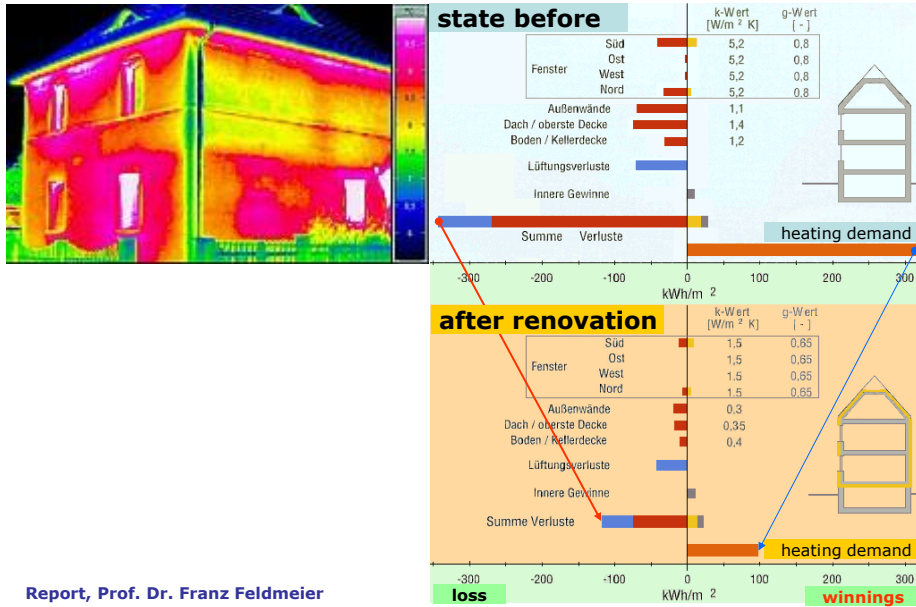 state before
k-Wert g-Wert
[W/m² K] [ - ]
Süd 5,2 0,8
Ost 5,2 0,8
Fenster
West 5,2 0,8
Nord 5,2 0,8
Außenwände 1,1
Dach / oberste Decke 1,4
Boden / Kellerdecke 1,2
Lüftungsverluste
Innere Gewinne
Summe Verluste
heating demand
-300 -200 -100 0 100 200 300
kWh/m²
after renovation
k-Wert g-Wert
[W/m² K] [ - ]
Süd 1,5 0,65
Fenster
Ost 1,5 0,65
West 1.5 0,65
Nord 1.5 0,65
Außenwände 0,3
Dach / oberste Decke 0,35
Boden / Kellerdecke 0,4
Lüftungsverluste
Innere Gewinne
Summe Verluste
heating demand
-300 -200 -100 0 100 200 300
loss kWh/m² winnings
Report, Prof. Dr. Franz Feldmeier